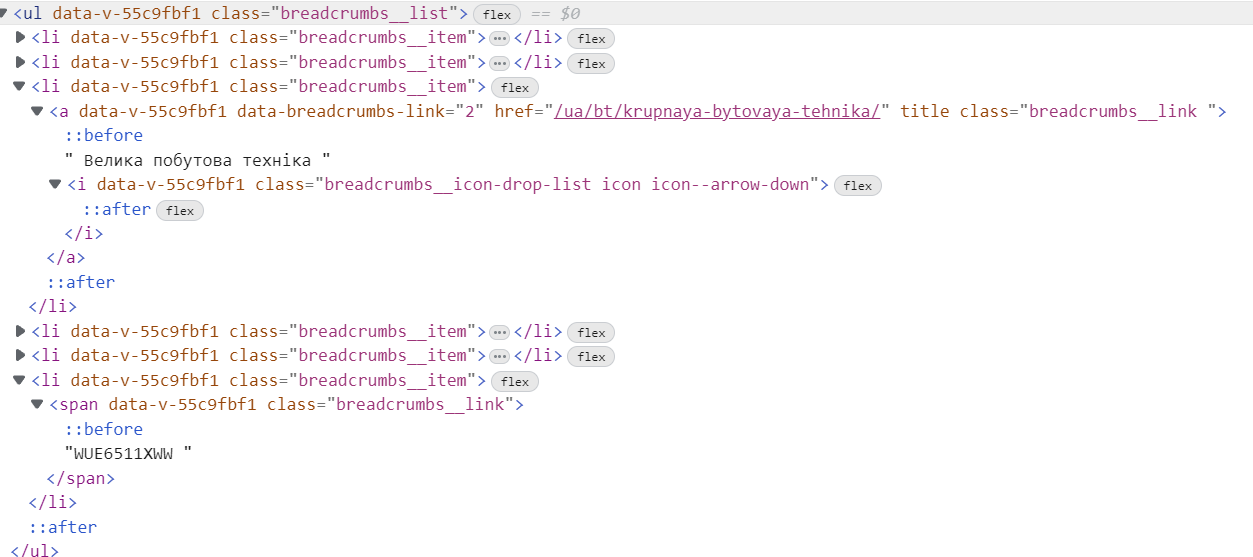 <ul data-v-55c9fbf1 class="breadcrumbs__list"> flex == $0
<li data-v-55c9fbf1 class="breadcrumbs__item"> ••• </li> flex
<li data-v-55c9fbf1 class="breadcrumbs__item"> ••• </li> flex
<li data-v-55c9fbf1 class="breadcrumbs__item"> flex
<a data-v-55c9fbf1 data-breadcrumbs-link="2" href="/ua/bt/krupnaya-bytovaya-tehnika/" title class="breadcrumbs__link ">
::before
" Велика побутова техніка "
<i data-v-55c9fbf1 class="breadcrumbs__icon-drop-list icon icon--arrow-down"> flex
::after flex
</i>
</a>
::after
</li>
<li data-v-55c9fbf1 class="breadcrumbs__item"> ••• </li> flex
<li data-v-55c9fbf1 class="breadcrumbs__item"> ••• </li> flex
<li data-v-55c9fbf1 class="breadcrumbs__item"> flex
<span data-v-55c9fbf1 class="breadcrumbs__link">
::before
"WUE6511XWW "
</span>
</li>
::after
</ul>